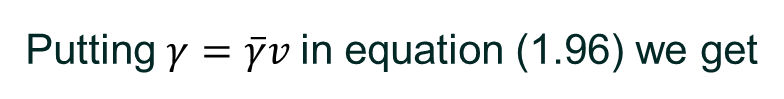 Putting γ = γ̄v in equation (1.96) we get